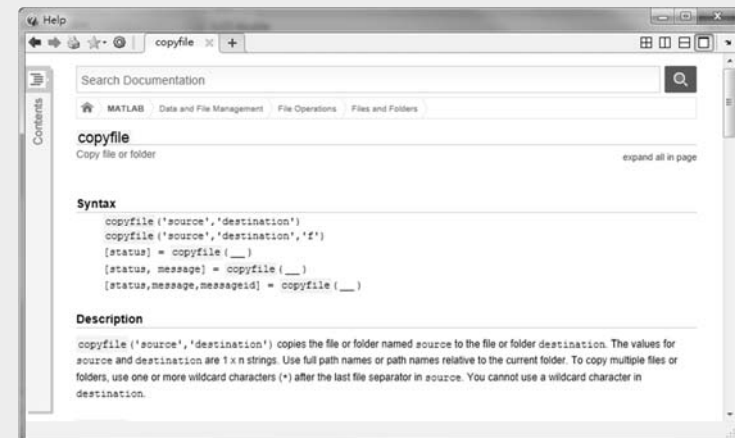 Help
copyfile
Contents
Search Documentation
MATLAB Data and File Management File Operations Files and Folders
copyfile
Copy file or folder
expand all in page
Syntax
copyfile('source','destination')
copyfile('source','destination','f')
[status] = copyfile(__)
[status, message] = copyfile(__)
[status,message,messageid] = copyfile(__)
Description
copyfile('source','destination') copies the file or folder named source to the file or folder destination. The values for
source and destination are 1 x n strings. Use full path names or path names relative to the current folder. To copy multiple files or
folders, use one or more wildcard characters (*) after the last file separator in source. You cannot use a wildcard character in
destination.